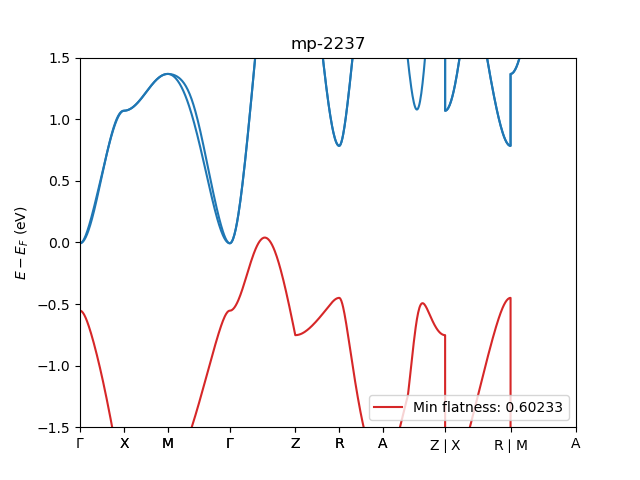 mp-2237
E − E_F (eV)
1.5
1.0
0.5
0.0
−0.5
−1.0
−1.5
Min flatness: 0.60233
Γ X M Γ Z R A Z | X R | M A